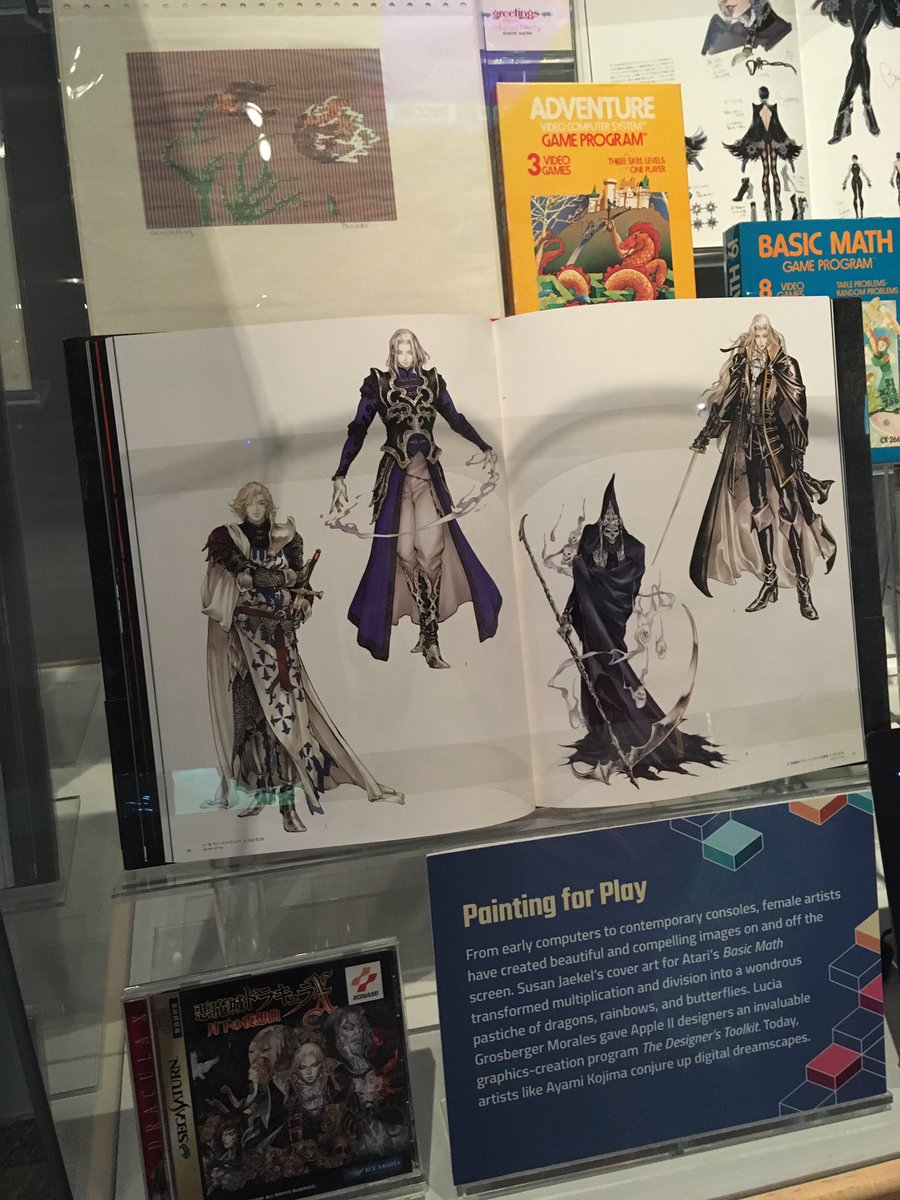 greetings
ADVENTURE
VIDEO COMPUTER SYSTEM™
GAME PROGRAM™
3 VIDEO GAMES
THREE SKILL LEVELS
ONE PLAYER
BASIC MATH
GAME PROGRAM
8 VIDEO GAMES
TABLE PROBLEMS·
RANDOM PROBLEMS
CX 266
Painting for Play
From early computers to contemporary consoles, female artists
have created beautiful and compelling images on and off the
screen. Susan Jaekel's cover art for Atari's Basic Math
transformed multiplication and division into a wondrous
pastiche of dragons, rainbows, and butterflies. Lucia
Grosberger Morales gave Apple II designers an invaluable
graphics-creation program The Designer's Toolkit. Today,
artists like Ayami Kojima conjure up digital dreamscapes.
DRACULA X
SEGA SATURN
悪魔城ドラキュラX
月下の夜想曲
KONAMI
KCE NAGOYA